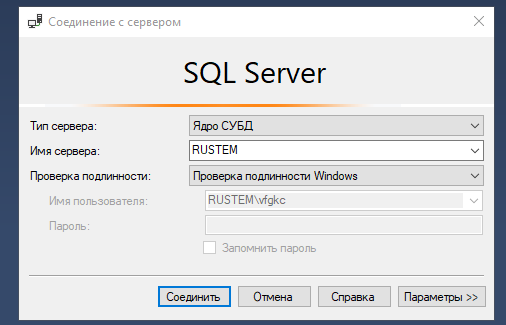 Соединение с сервером
SQL Server
Тип сервера: Ядро СУБД
Имя сервера: RUSTEM
Проверка подлинности: Проверка подлинности Windows
Имя пользователя: RUSTEM\vfgkc
Пароль:
Запомнить пароль
Соединить Отмена Справка Параметры >>